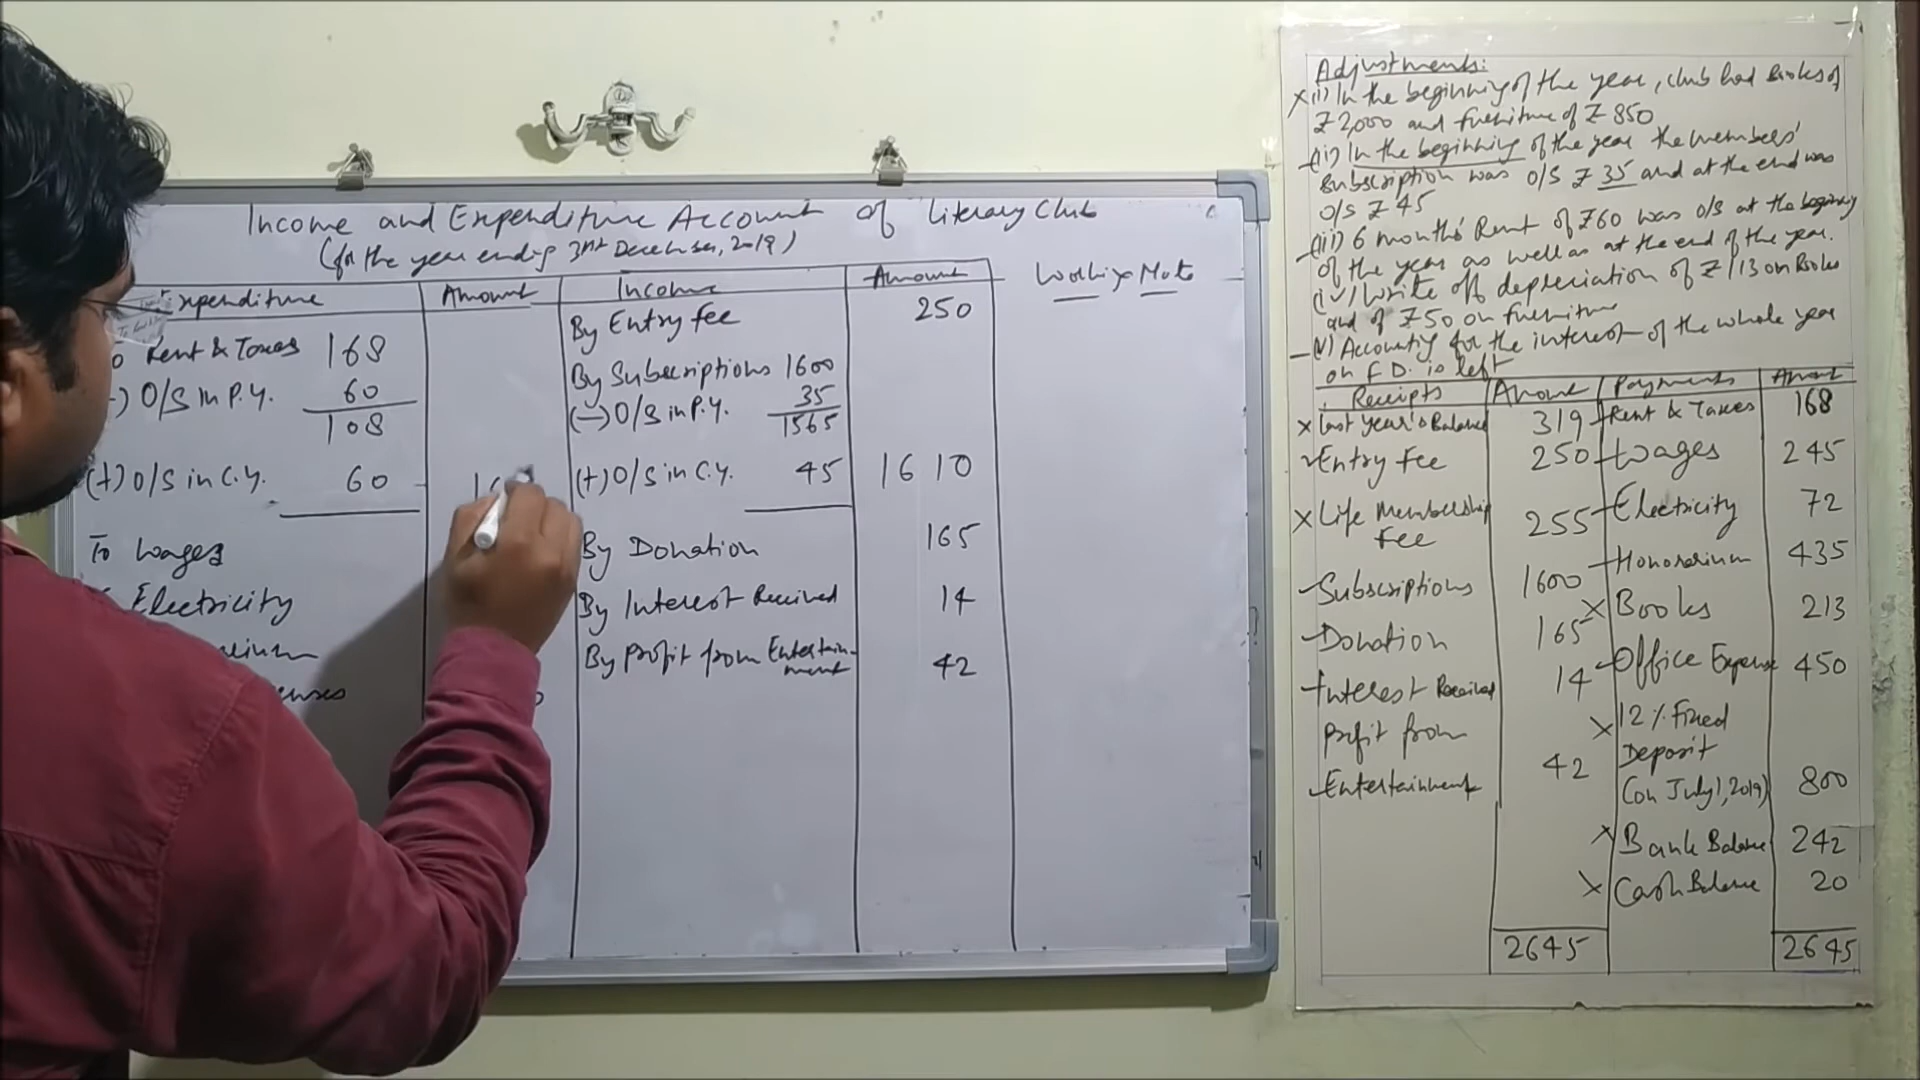 Income and Expenditure Account of Literary Club
(for the year ending 31st December, 2019)
Expenditure
Amount
Income
Amount
Rent & Taxes 168
O/S in P.Y. 60
108
(+) O/S in C.Y. 60
To Wages
Electricity
By Entry Fee 250
By Subscriptions 1600
(-) O/S in P.Y. 35
1565
(+) O/S in C.Y. 45 1610
By Donation 165
By Interest Received 14
By Profit from Entertain-
ment 42
Working Note
Adjustments:
x (i) In the beginning of the year, club had Books of
₹ 2,000 and furniture of ₹ 850
(ii) In the beginning of the year the members'
subscription was O/S ₹ 35 and at the end was
O/S ₹ 45
(iii) 6 months' Rent of ₹60 was O/S at the beginning
of the year as well as at the end of the year.
(iv) Write off depreciation of ₹ 113 on Books
and of ₹50 on furniture
(v) Accounting for the interest of the whole year
on F.D. is left
Receipts Amount Payments Amount
x Last year's Balance 319 Rent & Taxes 168
Entry Fee 250 Wages 245
x Life Membership
Fee 255 Electricity 72
Honorarium 435
Subscriptions 1600 x Books 213
Donation 165 Office Expense 450
Interest Received 14 x 12% Fixed
Deposit
(on July 1, 2019) 800
Profit from
Entertainment 42
x Bank Balance 242
x Cash Balance 20
2645 2645